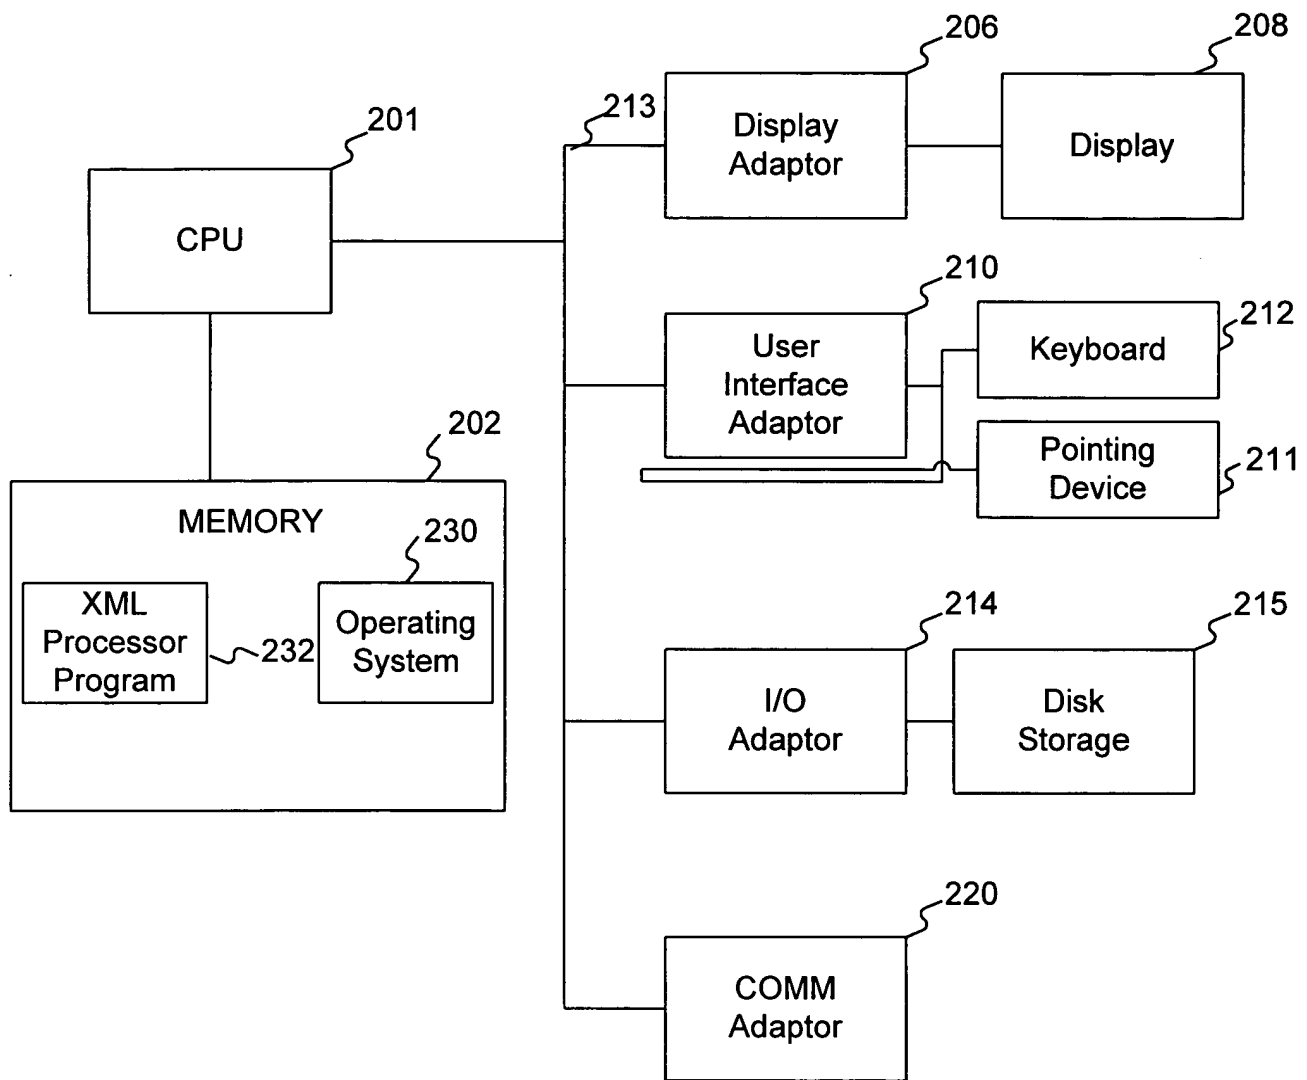 206
208
213
201
Display
Adaptor
Display
CPU
210
212
User
Interface
Adaptor
Keyboard
202
Pointing
Device
211
MEMORY
230
XML
Processor
Program
232
Operating
System
214
215
I/O
Adaptor
Disk
Storage
220
COMM
Adaptor